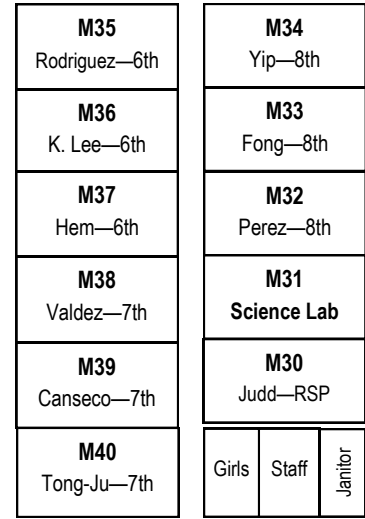 M35
Rodriguez—6th
M36
K. Lee—6th
M37
Hem—6th
M38
Valdez—7th
M39
Canseco—7th
M40
Tong-Ju—7th
M34
Yip—8th
M33
Fong—8th
M32
Perez—8th
M31
Science Lab
M30
Judd—RSP
Girls
Staff
Janitor